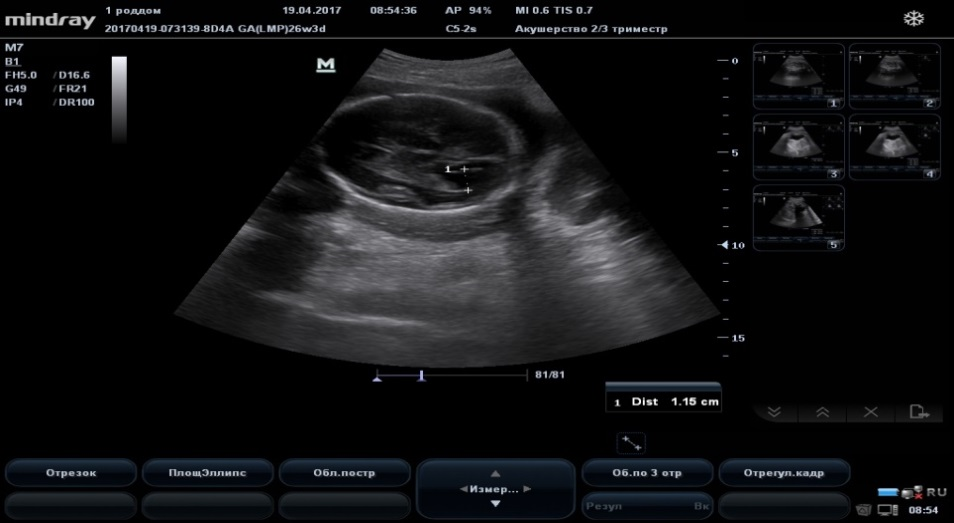 mindray
1 роддом 19.04.2017 08:54:36 AP 94% MI 0.6 TIS 0.7
20170419-073139-8D4A GA(LMP)26w3d C5-2s Акушерство 2/3 триместр
M7
B1
FH5.0 / D16.6
G49 / FR21
IP4 / DR100
M
0
5
10
15
1
1
2
3
4
5
81/81
1 Dist 1.15 cm
Отрезок ПлощЭллипс Обл.постр Измер... Об.по 3 отр Отрегул.кадр
Резул Вк
RU
08:54